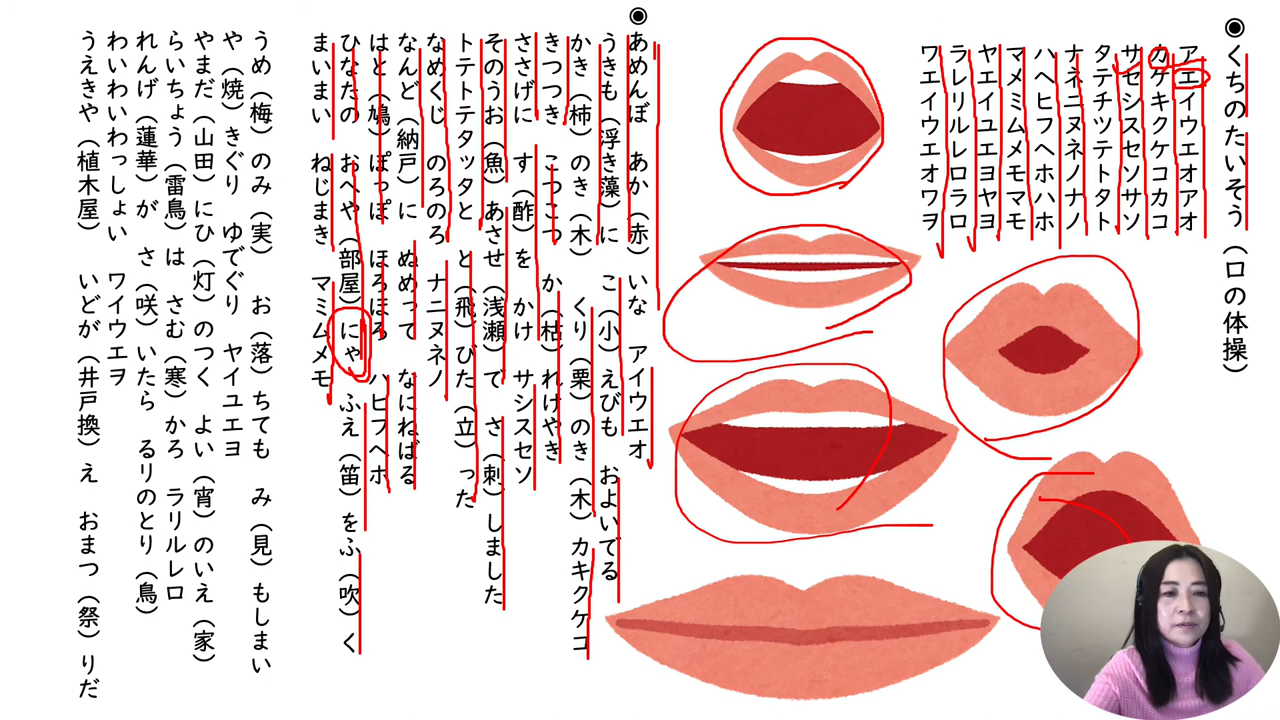 ◉くちのたいそう(口の体操)
アエイウエオアオ
カケキクケコカコ
サセシスセソサソ
タテチツテトタト
ナネニヌネノナノ
ハヘヒフヘホハホ
マメミムメモマモ
ヤエイユエヨヤヨ
ラレリルレロラロ
ワエイウエオワヲ
◉あめんぼ あか(赤)いな アイウエオ
うきも(浮き藻)に こ(小)えびも およいでる
かき(柿)のき(木) くり(栗)のき(木) カキクケコ
きつつき こつこつ か(枯)れけやき
ささげに す(酢)を かけ サシスセソ
そのうお(魚)あさせ(浅瀬)で さ(刺)しました
トテトテタッタと と(飛)びた(立)った
なめくじ のろのろ ナニヌネノ
なんど(納戸)に ぬめって なにねばる
はと(鳩)ぽっぽ ほろほろ ハヒフヘホ
ひなたの おへや(部屋)にゃ ふえ(笛)をふ(吹)く
まいまい ねじまき マミムメモ
うめ(梅)のみ(実) お(落)ちても み(見)もしまい
や(焼)きぐり ゆでぐり ヤイユエヨ
やまだ(山田)にひ(灯)のつく よい(宵)のいえ(家)
らいちょう(雷鳥)は さむ(寒)かろ ラリルレロ
れんげ(蓮華)が さ(咲)いたら るりのとり(鳥)
わいわいわっしょい ワイウエヲ
うえきや(植木屋) いどが(井戸換)え おまつ(祭)りだ